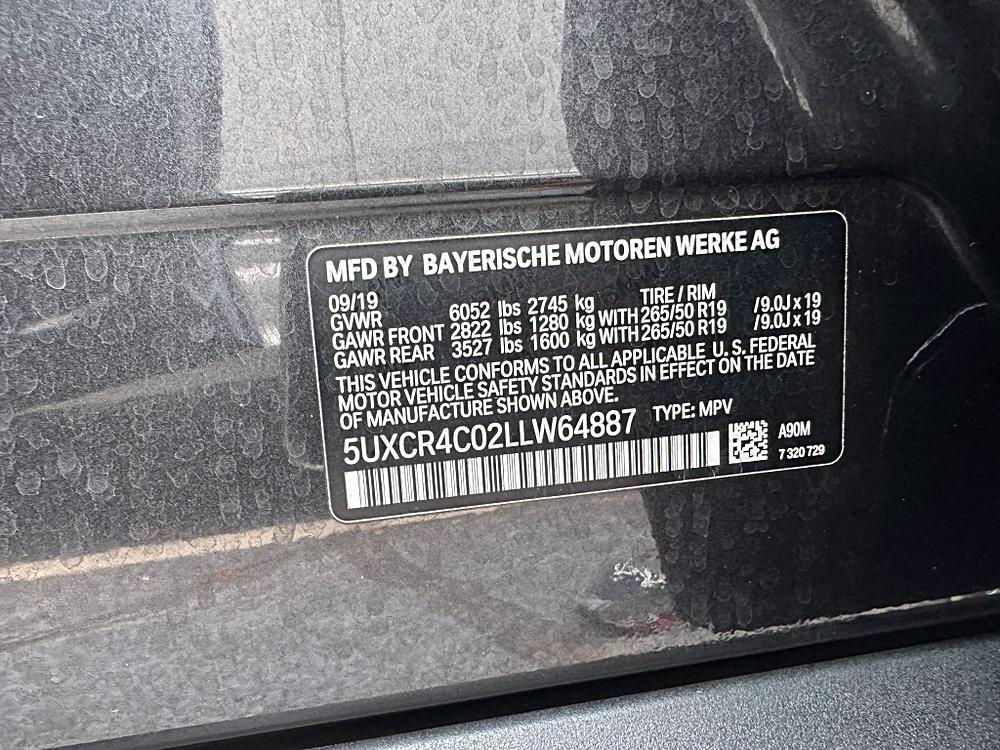 MFD BY BAYERISCHE MOTOREN WERKE AG
09/19 TIRE / RIM
GVWR 6052 lbs 2745 kg
GAWR FRONT 2822 lbs 1280 kg WITH 265/50 R19 /9.0J x 19
GAWR REAR 3527 lbs 1600 kg WITH 265/50 R19 /9.0J x 19
THIS VEHICLE CONFORMS TO ALL APPLICABLE U. S. FEDERAL
MOTOR VEHICLE SAFETY STANDARDS IN EFFECT ON THE DATE
OF MANUFACTURE SHOWN ABOVE.
5UXCR4C02LLW64887 TYPE: MPV
A90M
7 320 729